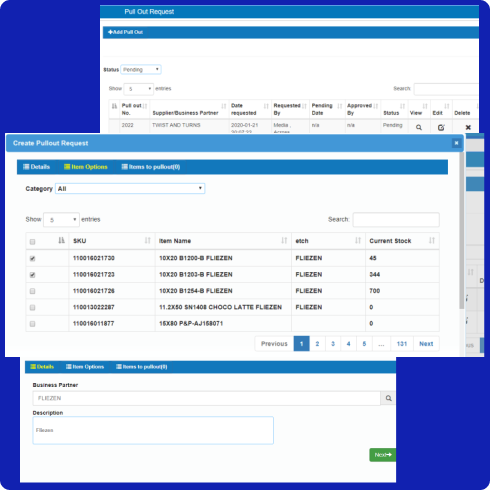 Pull Out Request
Add Pull Out
Status Pending
Show 5 entries Search
Pull out No. Supplier/Business Partner Date requested Requested By Pending Date Approved By Status View Edit Delete
2022 TWIST AND TURNS 2020-01-21 n/a n/a Pending
Create Pullout Request ×
Details Item Options Items to pullout(0)
Category All
Show 5 entries Search:
SKU Item Name etch Current Stock
110016021730 10X20 B1200-B FLIEZEN FLIEZEN 45
110016021723 10X20 B1203-B FLIEZEN FLIEZEN 344
110016021726 10X20 B1254-B FLIEZEN FLIEZEN 700
110013022287 11.2X50 SN1408 CHOCO LATTE FLIEZEN FLIEZEN 0
110016011877 15X80 P&P-AJ158071 0
Previous 1 2 3 4 5 ... 131 Next
Details Item Options Items to pullout(0)
Business Partner
FLIEZEN
Description
Fliezen
Next